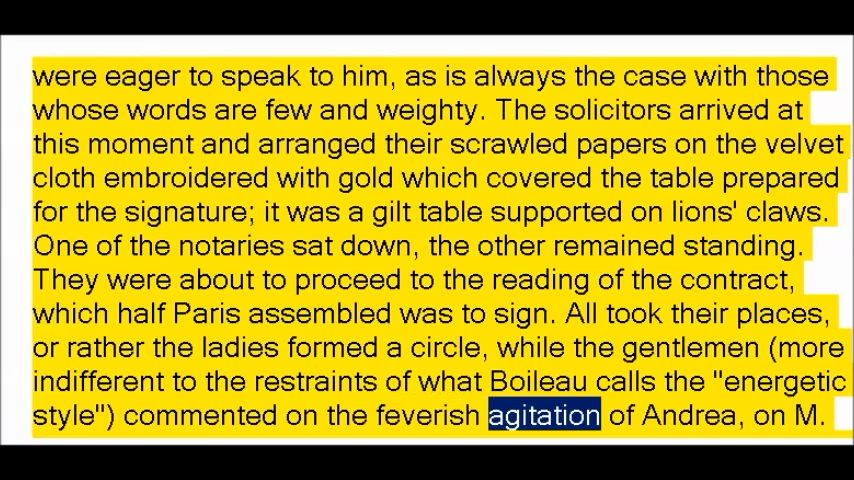 were eager to speak to him, as is always the case with those
whose words are few and weighty. The solicitors arrived at
this moment and arranged their scrawled papers on the velvet
cloth embroidered with gold which covered the table prepared
for the signature; it was a gilt table supported on lions' claws.
One of the notaries sat down, the other remained standing.
They were about to proceed to the reading of the contract,
which half Paris assembled was to sign. All took their places,
or rather the ladies formed a circle, while the gentlemen (more
indifferent to the restraints of what Boileau calls the "energetic
style") commented on the feverish agitation of Andrea, on M.